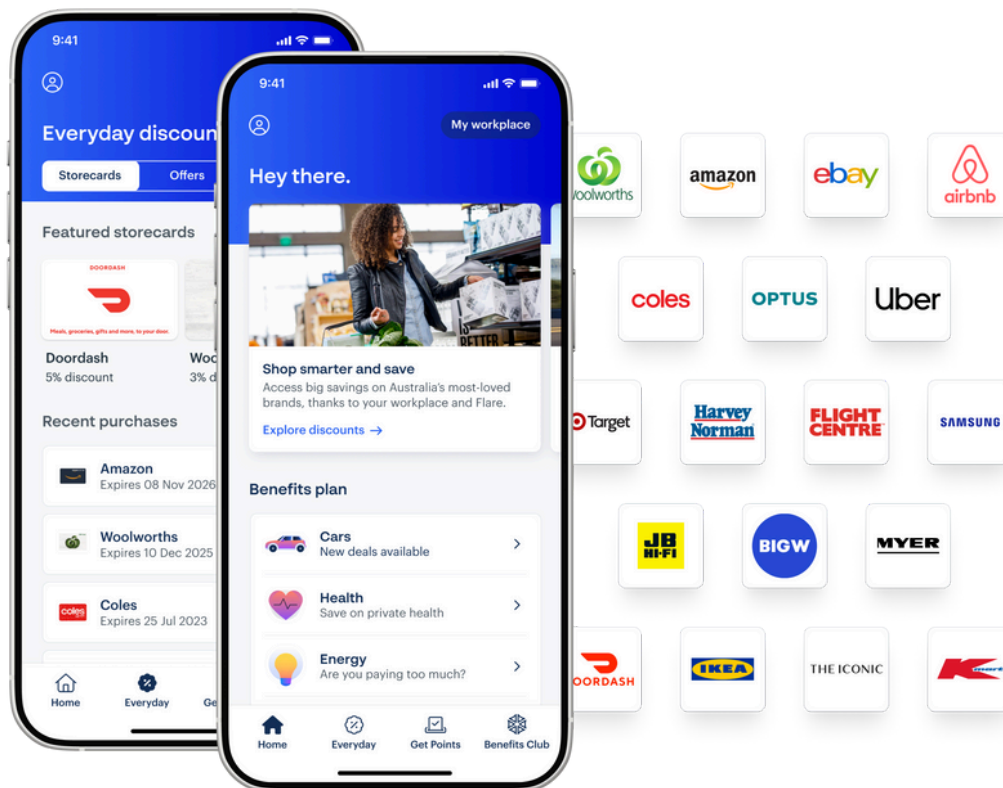 9:41
Everyday discoun
Storecards
Offers
Featured storecards
DOORDASH
Meals, groceries, gifts and more, to your door.
Doordash
5% discount
Woo
3% d
Recent purchases
Amazon
Expires 08 Nov 2026
Woolworths
Expires 10 Dec 2025
coles
Coles
Expires 25 Jul 2023
Home
Everyday
Ge
9:41
My workplace
Hey there.
BETTER
Shop smarter and save
Access big savings on Australia's most-loved
brands, thanks to your workplace and Flare.
Explore discounts →
Benefits plan
Cars
New deals available
Health
Save on private health
Energy
Are you paying too much?
Home
Everyday
Get Points
Benefits Club
woolworths
amazon
ebay
airbnb
coles
OPTUS
Uber
Target
Harvey
Norman
FLIGHT
CENTRE
SAMSUNG
JB
HI-FI
BIGW
MYER
OORDASH
IKEA
THE ICONIC
Kmart